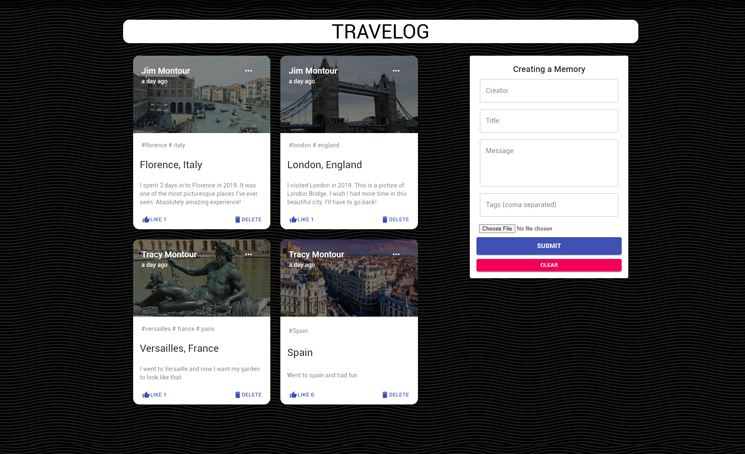 TRAVELOG
Jim Montour
a day ago
#florence # italy
Florence, Italy
I spent 3 days in to Florence in 2019. It was
one of the most picturesque places I've ever
seen. Absolutely amazing experience!
LIKE 1
DELETE
Jim Montour
a day ago
#london # england
London, England
I visited London in 2019. This is a picture of
London Bridge. I wish I had more time in this
beautiful city. I'll have to go back!
LIKE 1
DELETE
Tracy Montour
a day ago
#versailles # france # paris
Versailles, France
I went to Versaille and now I want my garden
to look like that.
LIKE 1
DELETE
Tracy Montour
a day ago
#Spain
Spain
Went to spain and had fun
LIKE 0
DELETE
Creating a Memory
Creator
Title
Message
Tags (coma separated)
Choose File No file chosen
SUBMIT
CLEAR